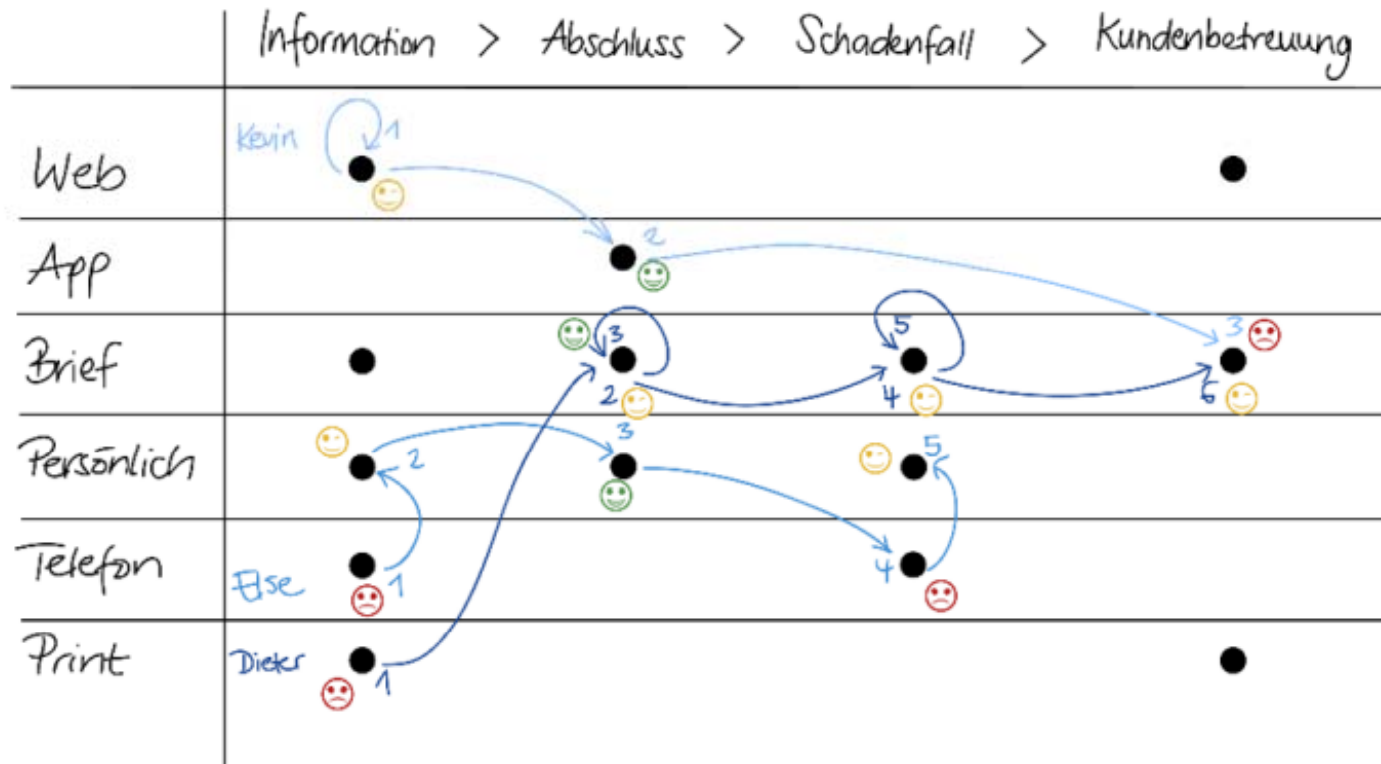 Information > Abschluss > Schadenfall > Kundenbetreuung
Web
Kevin 1
App
2
Brief
3 5 3
2 4 6
Persönlich
2 3 5
Telefon
Else 1 4
Print
Dieter 1